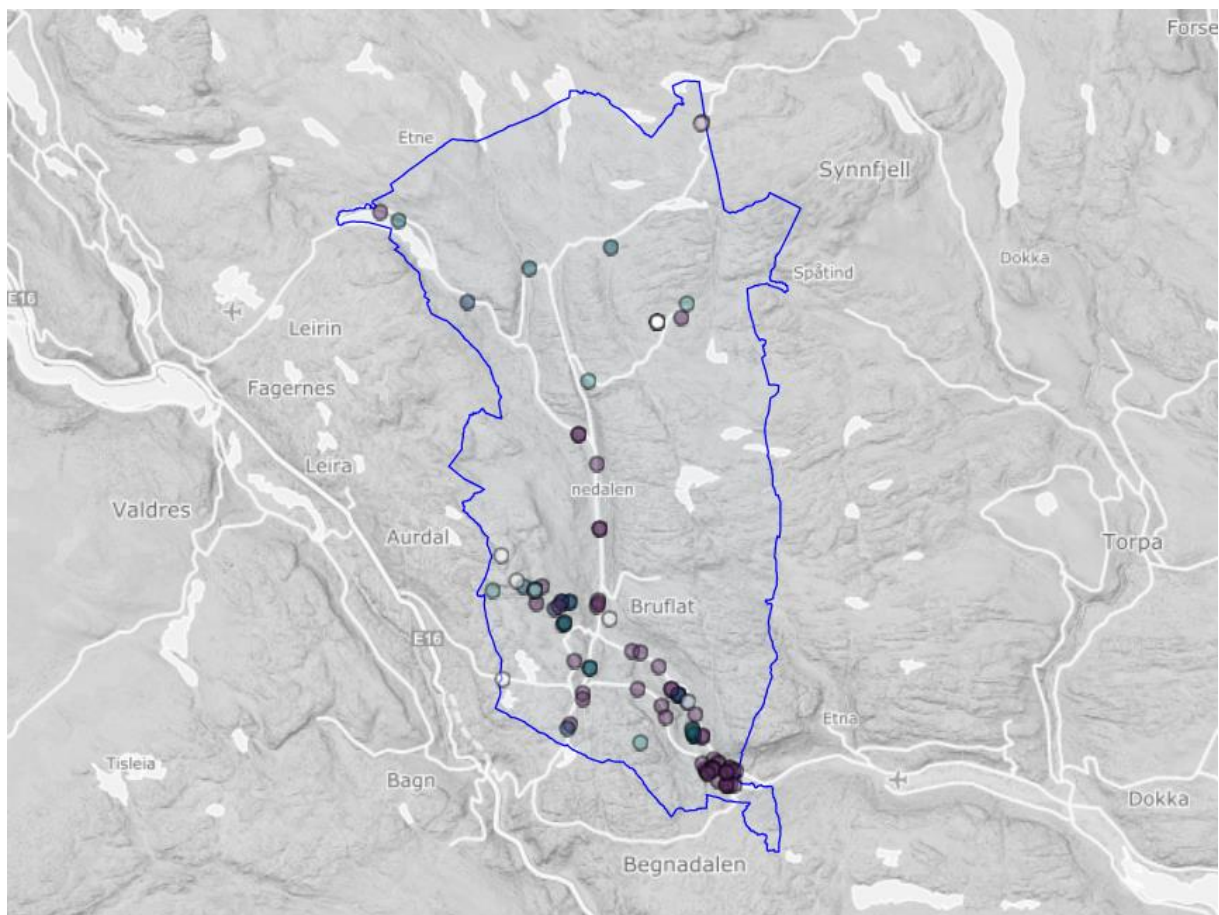 Forse
Etne
Synnfjell
Dokka
Spåtind
E16
Leirin
Fagernes
Leira
nedalen
Valdres
Aurdal
Torpa
Bruflat
E16
Etna
Tisleia
Bagn
Dokka
Begnadalen